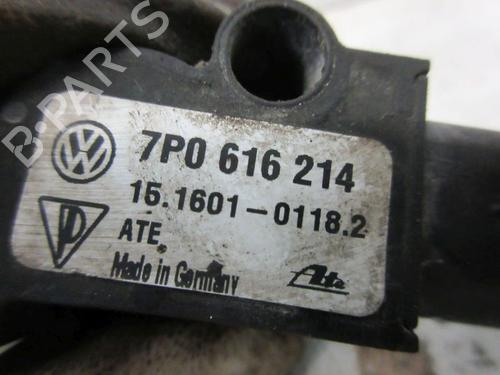 B-PARTS
7P0 616 214
15.1601-0118.2
ATE
Made in Germany
Ate